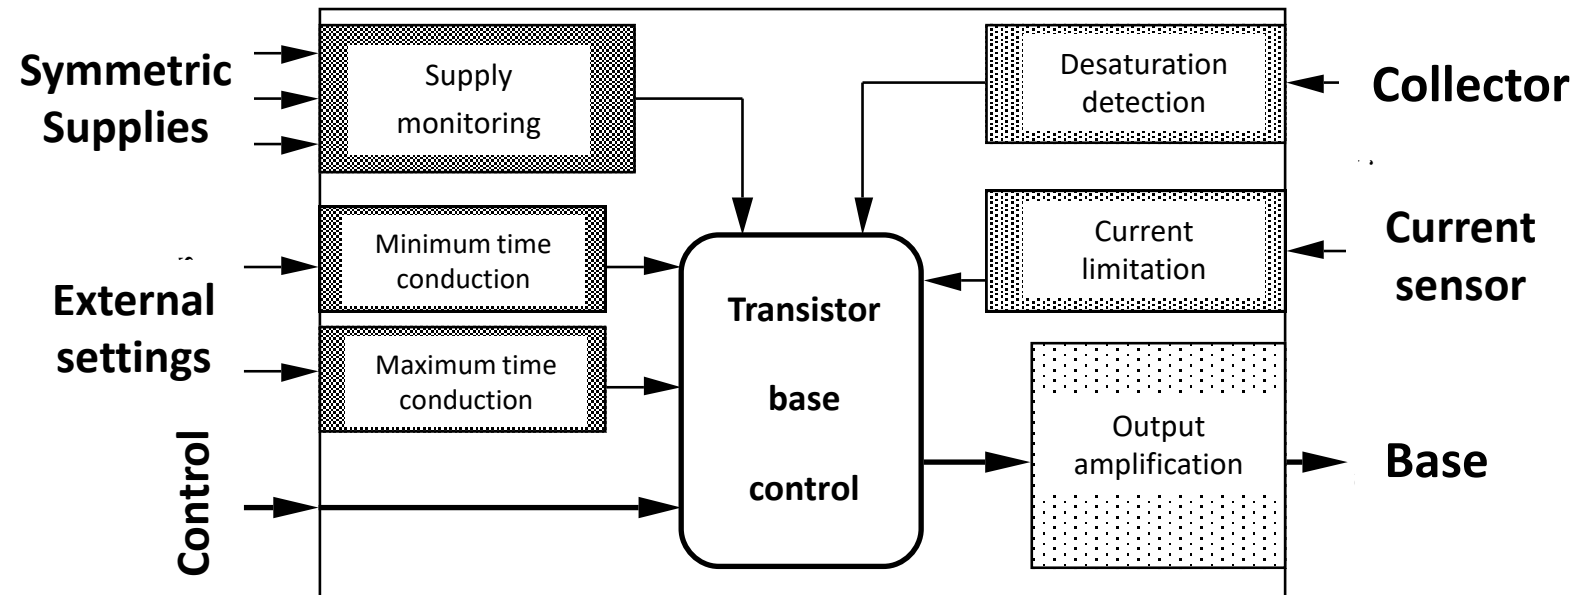 Symmetric
Supplies
Supply
monitoring
Desaturation
detection
Collector
Minimum time
conduction
Current
limitation
Current
sensor
External
settings
Maximum time
conduction
Transistor
base
control
Output
amplification
Base
Control